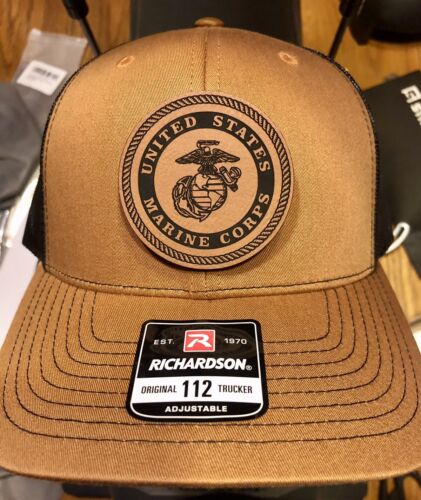 UNITED STATES
MARINE CORPS
EST. R 1970
RICHARDSON®
ORIGINAL 112 TRUCKER
ADJUSTABLE